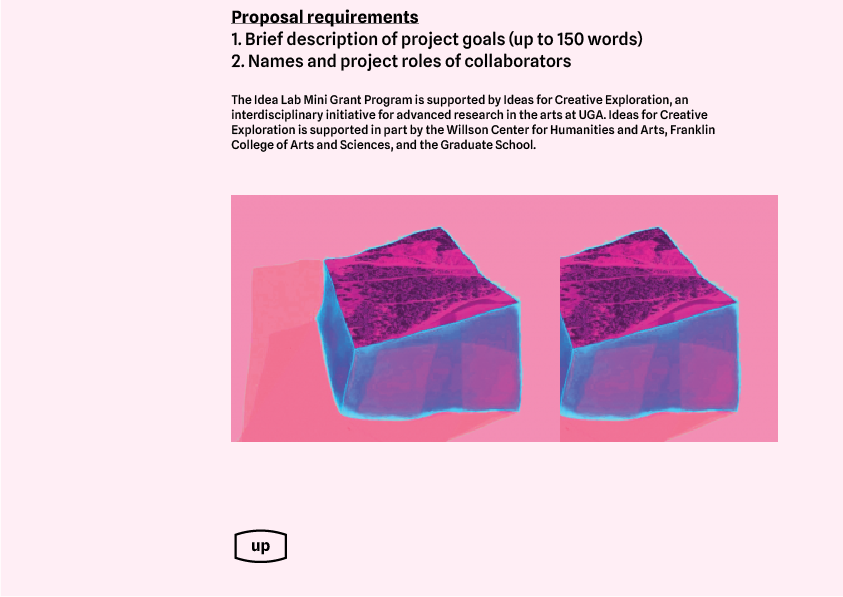 Proposal requirements
1. Brief description of project goals (up to 150 words)
2. Names and project roles of collaborators
The Idea Lab Mini Grant Program is supported by Ideas for Creative Exploration, an
interdisciplinary initiative for advanced research in the arts at UGA. Ideas for Creative
Exploration is supported in part by the Willson Center for Humanities and Arts, Franklin
College of Arts and Sciences, and the Graduate School.
up